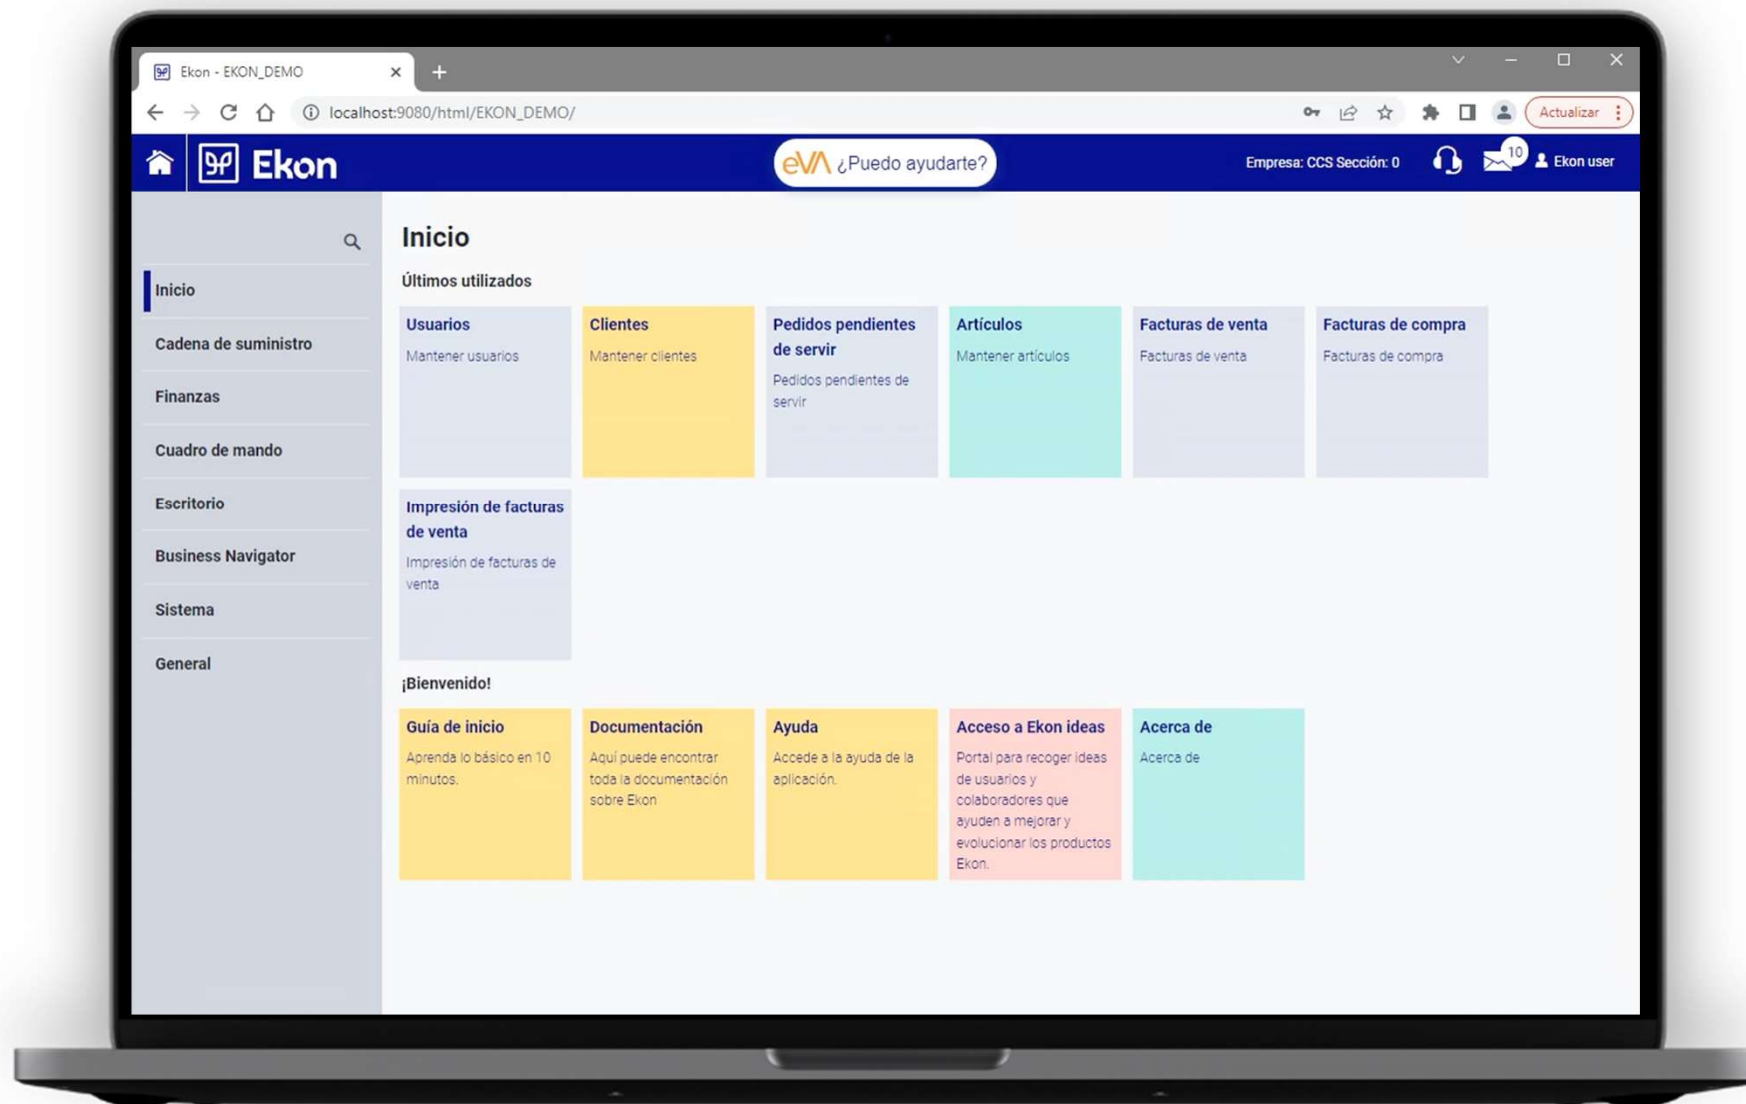 Ekon - EKON_DEMO
localhost:9080/html/EKON_DEMO/
Actualizar
Ekon
eVA ¿Puedo ayudarte?
Empresa: CCS Sección: 0
10
Ekon user
Inicio
Cadena de suministro
Finanzas
Cuadro de mando
Escritorio
Business Navigator
Sistema
General
Inicio
Últimos utilizados
Usuarios
Mantener usuarios
Clientes
Mantener clientes
Pedidos pendientes
de servir
Pedidos pendientes de
servir
Artículos
Mantener artículos
Facturas de venta
Facturas de venta
Facturas de compra
Facturas de compra
Impresión de facturas
de venta
Impresión de facturas de
venta
¡Bienvenido!
Guía de inicio
Aprenda lo básico en 10
minutos.
Documentación
Aquí puede encontrar
toda la documentación
sobre Ekon
Ayuda
Accede a la ayuda de la
aplicación.
Acceso a Ekon ideas
Portal para recoger ideas
de usuarios y
colaboradores que
ayuden a mejorar y
evolucionar los productos
Ekon.
Acerca de
Acerca de